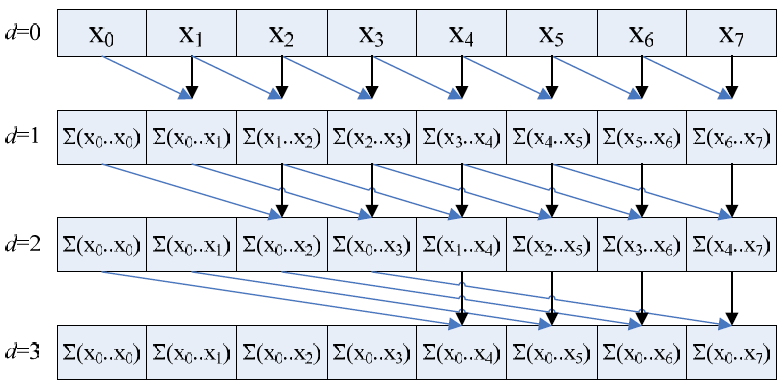 d=0 x₀ x₁ x₂ x₃ x₄ x₅ x₆ x₇
d=1 Σ(x₀..x₀) Σ(x₀..x₁) Σ(x₁..x₂) Σ(x₂..x₃) Σ(x₃..x₄) Σ(x₄..x₅) Σ(x₅..x₆) Σ(x₆..x₇)
d=2 Σ(x₀..x₀) Σ(x₀..x₁) Σ(x₀..x₂) Σ(x₀..x₃) Σ(x₁..x₄) Σ(x₂..x₅) Σ(x₃..x₆) Σ(x₄..x₇)
d=3 Σ(x₀..x₀) Σ(x₀..x₁) Σ(x₀..x₂) Σ(x₀..x₃) Σ(x₀..x₄) Σ(x₀..x₅) Σ(x₀..x₆) Σ(x₀..x₇)